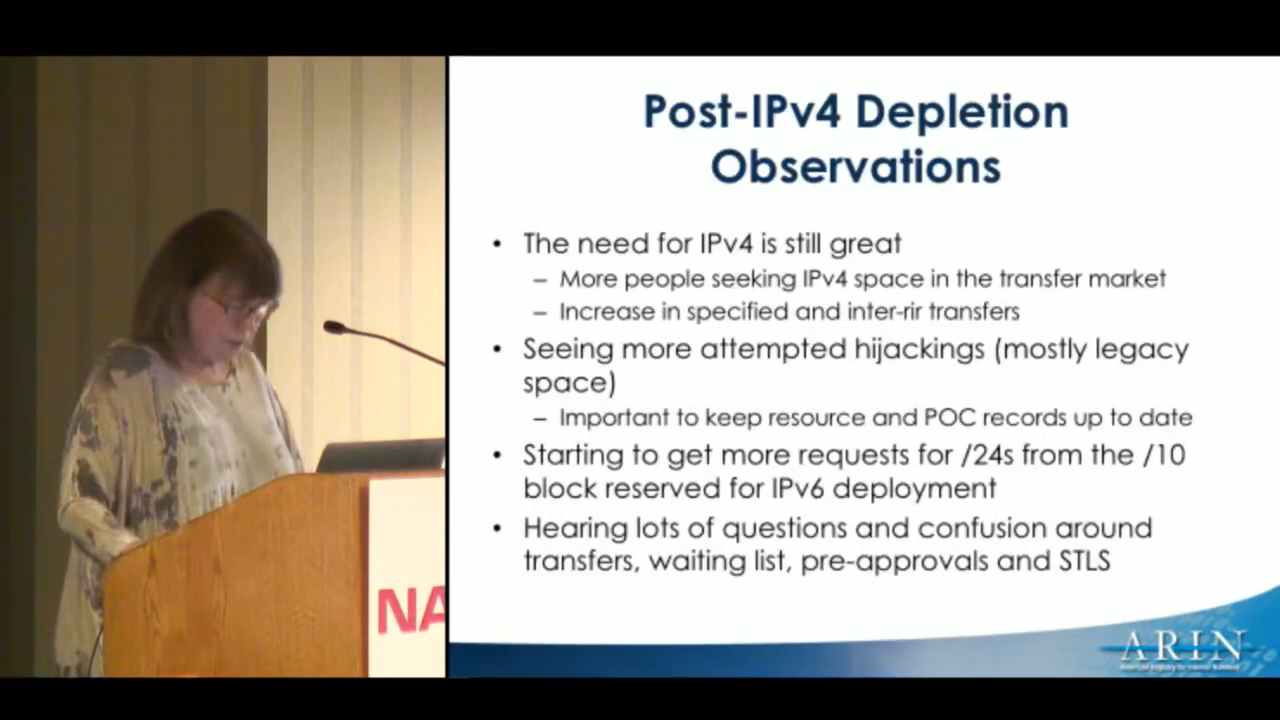 Post-IPv4 Depletion
Observations
• The need for IPv4 is still great
– More people seeking IPv4 space in the transfer market
– Increase in specified and inter-rir transfers
• Seeing more attempted hijackings (mostly legacy
space)
– Important to keep resource and POC records up to date
• Starting to get more requests for /24s from the /10
block reserved for IPv6 deployment
• Hearing lots of questions and confusion around
transfers, waiting list, pre-approvals and STLS
NA
ARIN